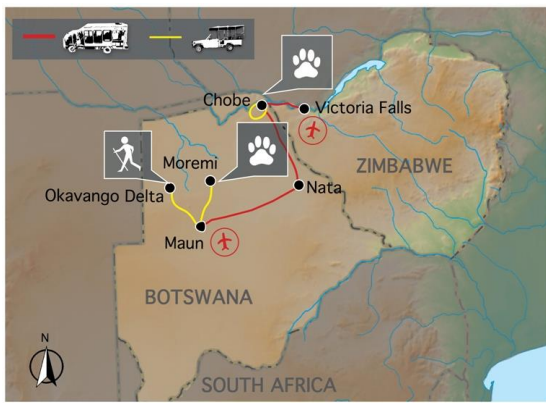 Chobe
Victoria Falls
ZIMBABWE
Moremi
Okavango Delta
Nata
Maun
BOTSWANA
N
SOUTH AFRICA